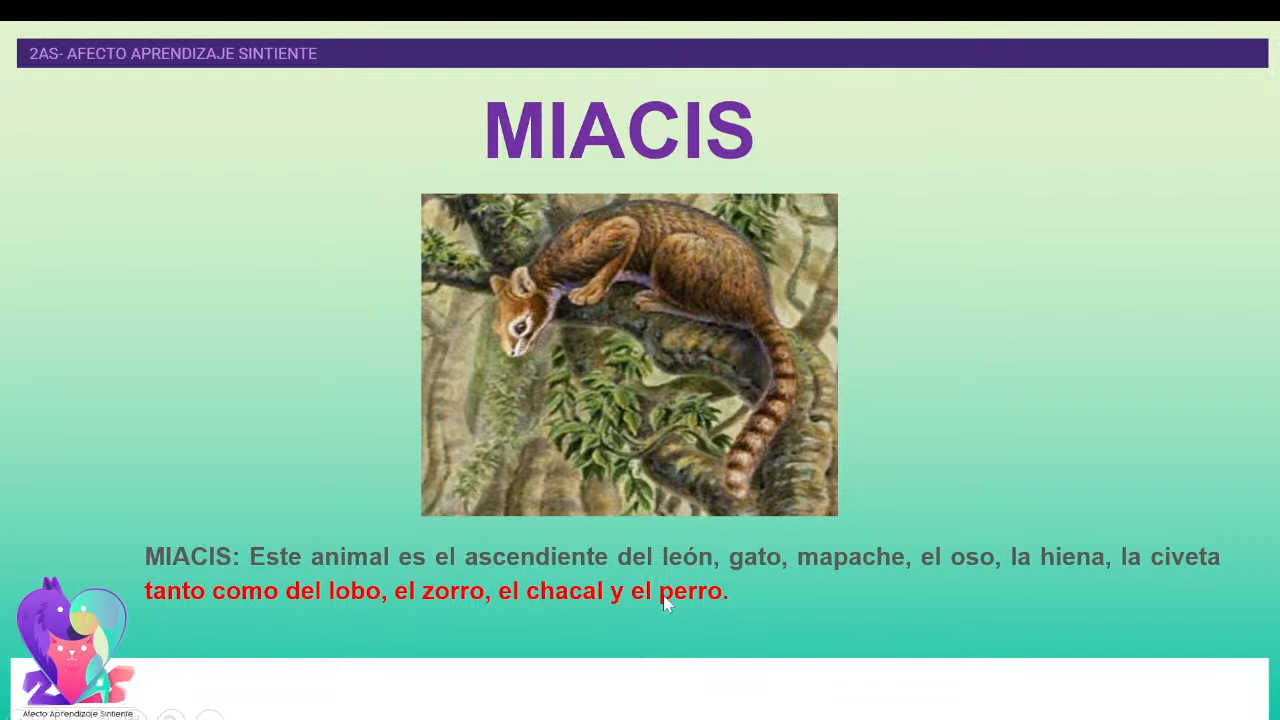 2AS- AFECTO APRENDIZAJE SINTIENTE
MIACIS
MIACIS: Este animal es el ascendiente del león, gato, mapache, el oso, la hiena, la civeta
tanto como del lobo, el zorro, el chacal y el perro.
2AS
Afecto Aprendizaje Sintiente